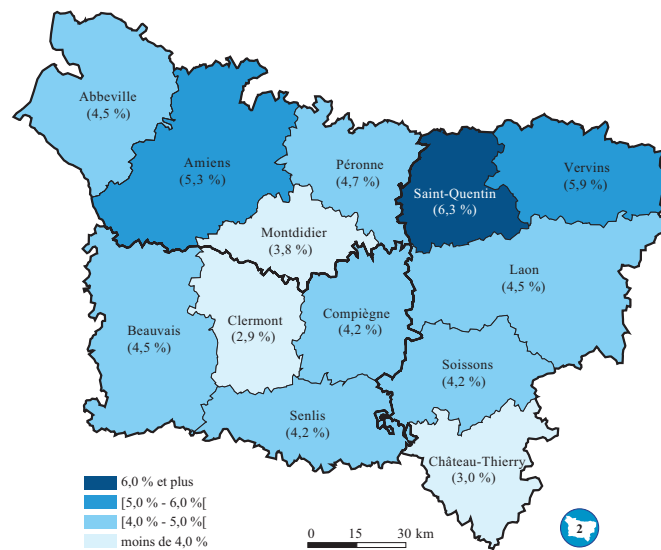 Abbeville
(4,5 %)
Amiens
(5,3 %)
Péronne
(4,7 %)
Saint-Quentin
(6,3 %)
Vervins
(5,9 %)
Montdidier
(3,8 %)
Laon
(4,5 %)
Beauvais
(4,5 %)
Clermont
(2,9 %)
Compiègne
(4,2 %)
Soissons
(4,2 %)
Senlis
(4,2 %)
Château-Thierry
(3,0 %)
6,0 % et plus
[5,0 % - 6,0 %[
[4,0 % - 5,0 %[
moins de 4,0 %
0 15 30 km
2